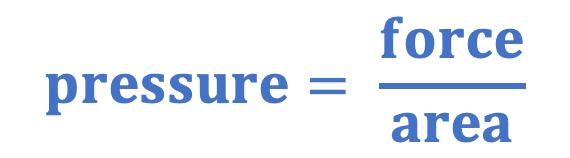 pressure = force
area